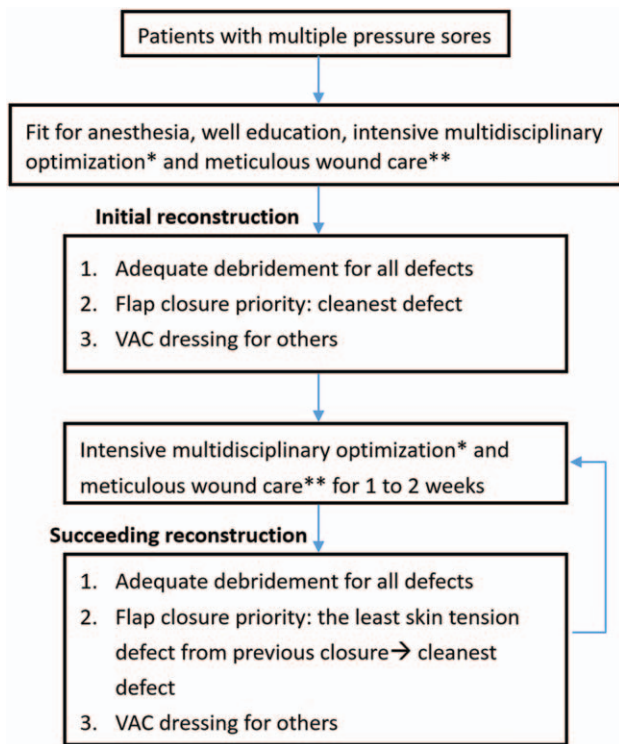 Patients with multiple pressure sores
Fit for anesthesia, well education, intensive multidisciplinary
optimization* and meticulous wound care**
Initial reconstruction
1. Adequate debridement for all defects
2. Flap closure priority: cleanest defect
3. VAC dressing for others
Intensive multidisciplinary optimization* and
meticulous wound care** for 1 to 2 weeks
Succeeding reconstruction
1. Adequate debridement for all defects
2. Flap closure priority: the least skin tension
defect from previous closure→ cleanest
defect
3. VAC dressing for others